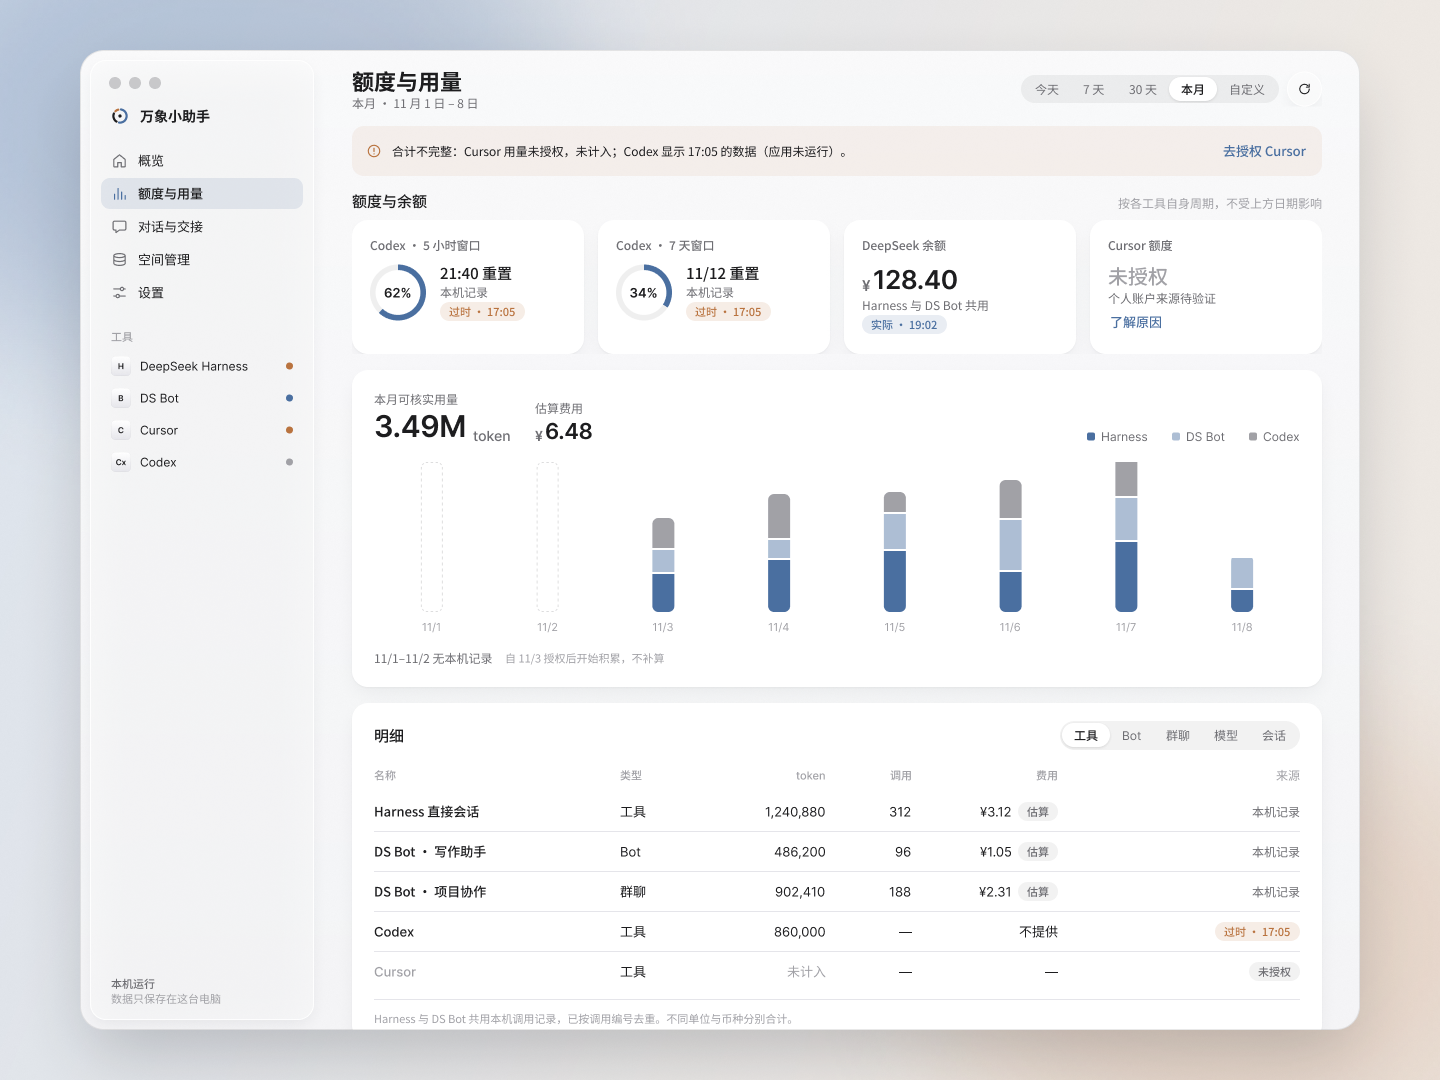 万象小助手
概览
额度与用量
对话与交接
空间管理
设置
工具
H DeepSeek Harness
B DS Bot
C Cursor
Cx Codex
本机运行
数据只保存在这台电脑
额度与用量
本月 · 11 月 1 日 – 8 日
今天 7 天 30 天 本月 自定义
合计不完整：Cursor 用量未授权，未计入；Codex 显示 17:05 的数据（应用未运行）。
去授权 Cursor
额度与余额
按各工具自身周期，不受上方日期影响
Codex · 5 小时窗口
62%
21:40 重置
本机记录
过时 · 17:05
Codex · 7 天窗口
34%
11/12 重置
本机记录
过时 · 17:05
DeepSeek 余额
¥128.40
Harness 与 DS Bot 共用
实际 · 19:02
Cursor 额度
未授权
个人账户来源待验证
了解原因
本月可核实用量
3.49M token
估算费用
¥6.48
Harness DS Bot Codex
11/1 11/2 11/3 11/4 11/5 11/6 11/7 11/8
11/1–11/2 无本机记录 自 11/3 授权后开始积累，不补算
明细
工具 Bot 群聊 模型 会话
名称 类型 token 调用 费用 来源
Harness 直接会话 工具 1,240,880 312 ¥3.12 估算 本机记录
DS Bot · 写作助手 Bot 486,200 96 ¥1.05 估算 本机记录
DS Bot · 项目协作 群聊 902,410 188 ¥2.31 估算 本机记录
Codex 工具 860,000 — 不提供 过时 · 17:05
Cursor 工具 未计入 — — 未授权
Harness 与 DS Bot 共用本机调用记录，已按调用编号去重。不同单位与币种分别合计。